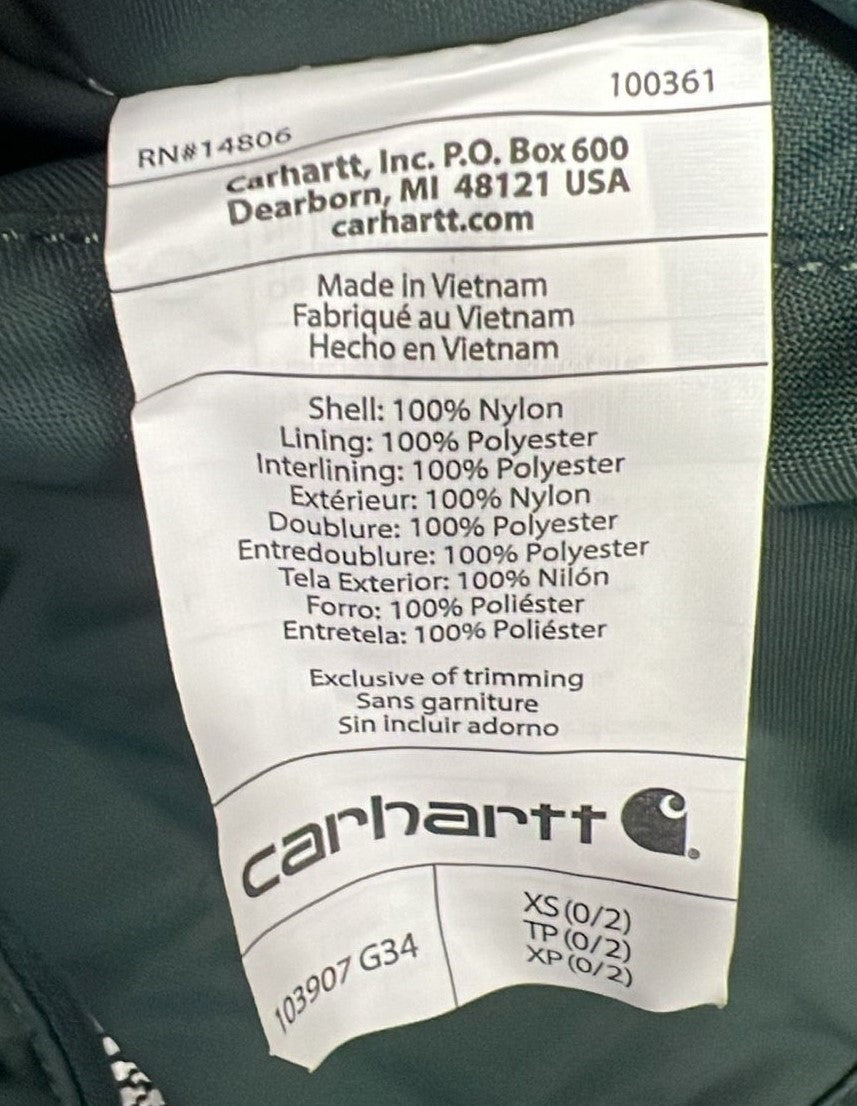 100361
RN#14806
Carhartt, Inc. P.O. Box 600
Dearborn, MI 48121 USA
carhartt.com
Made in Vietnam
Fabriqué au Vietnam
Hecho en Vietnam
Shell: 100% Nylon
Lining: 100% Polyester
Interlining: 100% Polyester
Extérieur: 100% Nylon
Doublure: 100% Polyester
Entredoublure: 100% Polyester
Tela Exterior: 100% Nilón
Forro: 100% Poliéster
Entretela: 100% Poliéster
Exclusive of trimming
Sans garniture
Sin incluir adorno
carhartt
103907 G34
XS (0/2)
TP (0/2)
XP (0/2)